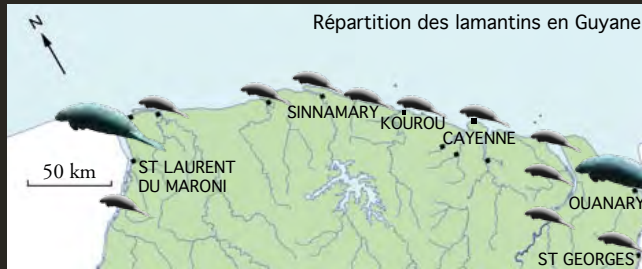 Répartition des lamantins en Guyane
N
SINNAMARY
KOUROU
CAYENNE
50 km
ST LAURENT
DU MARONI
OUANARY
ST GEORGES